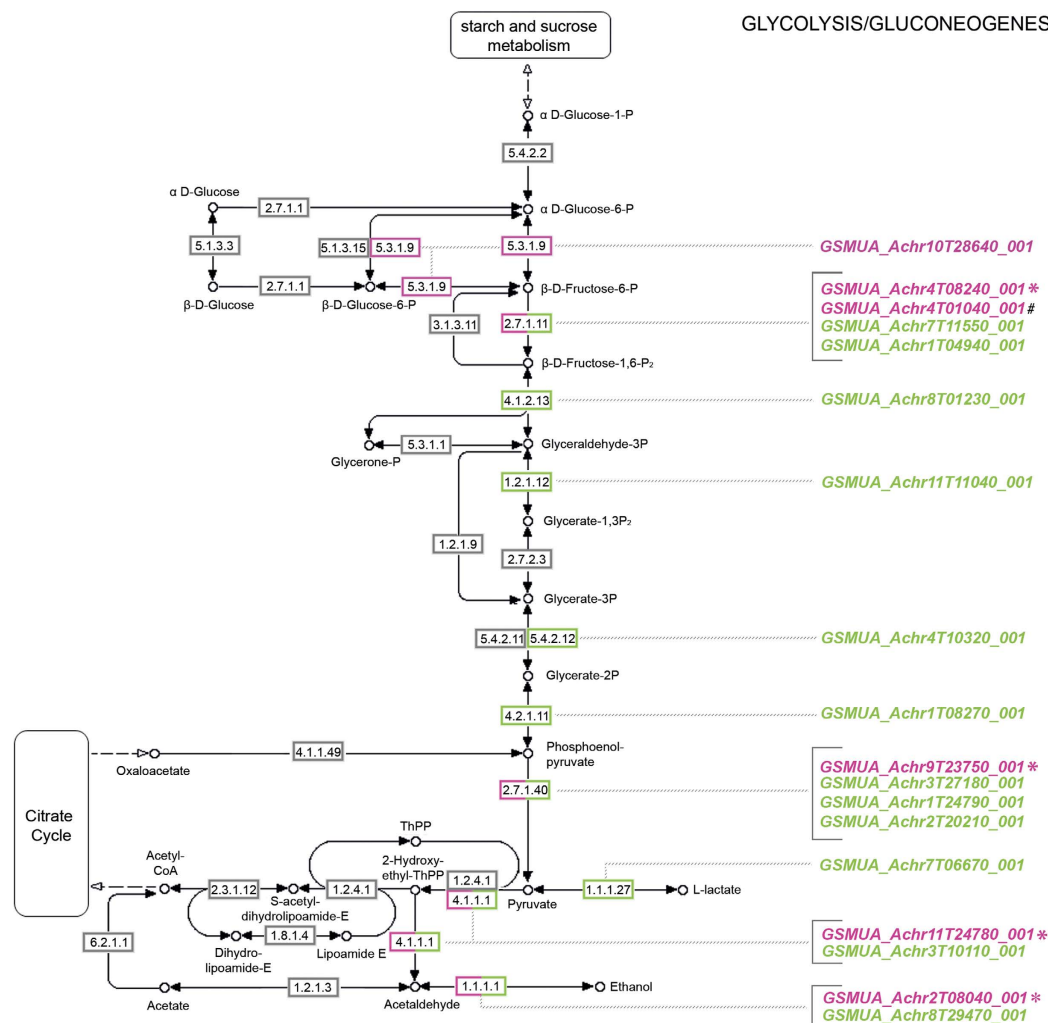 GLYCOLYSIS/GLUCONEOGENES
starch and sucrose
metabolism
α D-Glucose-1-P
5.4.2.2
α D-Glucose
2.7.1.1
α D-Glucose-6-P
5.1.3.3
5.1.3.15
5.3.1.9
5.3.1.9
GSMUA_Achr10T28640_001
2.7.1.1
5.3.1.9
β-D-Glucose
β-D-Glucose-6-P
β-D-Fructose-6-P
GSMUA_Achr4T08240_001*
GSMUA_Achr4T01040_001#
GSMUA_Achr7T11550_001
GSMUA_Achr1T04940_001
3.1.3.11
2.7.1.11
β-D-Fructose-1,6-P₂
4.1.2.13
GSMUA_Achr8T01230_001
5.3.1.1
Glyceraldehyde-3P
Glycerone-P
1.2.1.12
GSMUA_Achr11T11040_001
Glycerate-1,3P₂
1.2.1.9
2.7.2.3
Glycerate-3P
5.4.2.11
5.4.2.12
GSMUA_Achr4T10320_001
Glycerate-2P
4.2.1.11
GSMUA_Achr1T08270_001
4.1.1.49
Oxaloacetate
Phosphoenol-
pyruvate
2.7.1.40
GSMUA_Achr9T23750_001*
GSMUA_Achr3T27180_001
GSMUA_Achr1T24790_001
GSMUA_Achr2T20210_001
Citrate
Cycle
ThPP
Acetyl-
CoA
2-Hydroxy-
ethyl-ThPP
GSMUA_Achr7T06670_001
2.3.1.12
S-acetyl-
dihydrolipoamide-E
1.2.4.1
1.2.4.1
4.1.1.1
Pyruvate
1.1.1.27
L-lactate
6.2.1.1
Dihydro-
lipoamide-E
1.8.1.4
Lipoamide E
4.1.1.1
GSMUA_Achr11T24780_001*
GSMUA_Achr3T10110_001
Acetate
1.2.1.3
Acetaldehyde
1.1.1.1
Ethanol
GSMUA_Achr2T08040_001*
GSMUA_Achr8T29470_001